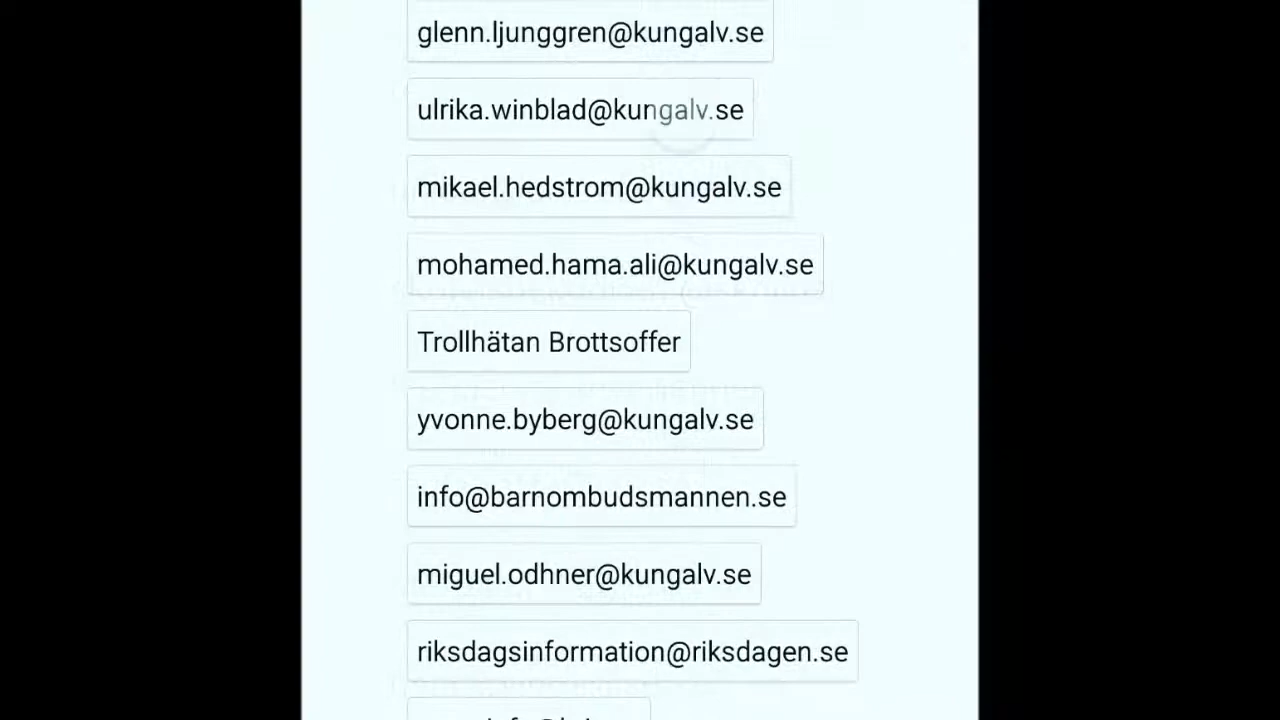 glenn.ljunggren@kungalv.se
ulrika.winblad@kungalv.se
mikael.hedstrom@kungalv.se
mohamed.hama.ali@kungalv.se
Trollhätan Brottsoffer
yvonne.byberg@kungalv.se
info@barnombudsmannen.se
miguel.odhner@kungalv.se
riksdagsinformation@riksdagen.se